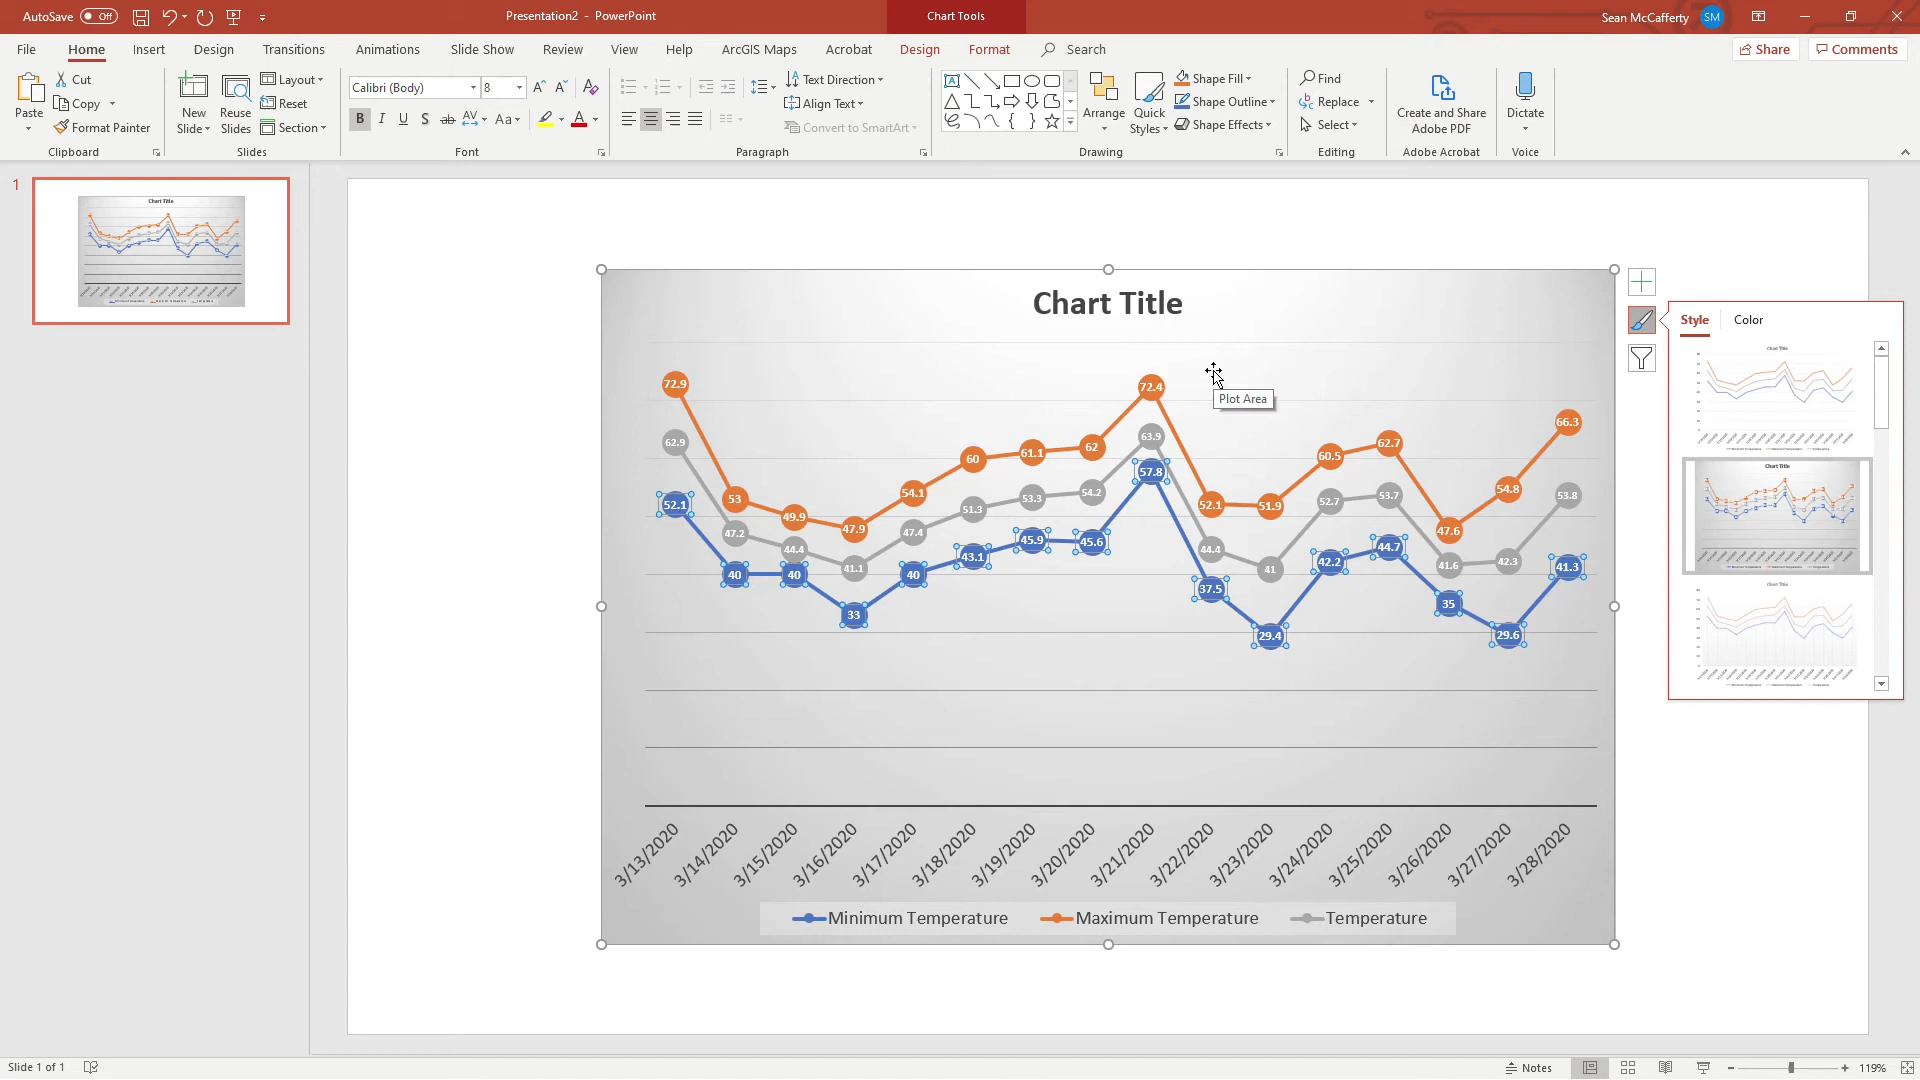 AutoSave Off
Presentation2 - PowerPoint
Chart Tools
Sean McCafferty SM
File Home Insert Design Transitions Animations Slide Show Review View Help ArcGIS Maps Acrobat Design Format Search
Share Comments
Paste
Cut
Copy
Format Painter
Clipboard
New Slide
Reuse Slides
Layout
Reset
Section
Slides
Calibri (Body) 8
B I U S ab AV Aa A
Font
Text Direction
Align Text
Convert to SmartArt
Paragraph
Arrange
Quick Styles
Shape Fill
Shape Outline
Shape Effects
Drawing
Find
Replace
Select
Editing
Create and Share Adobe PDF
Adobe Acrobat
Dictate
Voice
1
Chart Title
Chart Title
Plot Area
72.9 53 49.9 47.9 54.1 60 61.1 62 72.4 52.1 51.9 60.5 62.7 47.6 54.8 66.3
62.9 47.2 44.4 41.1 47.4 51.3 53.3 54.2 63.9 44.4 41 52.7 53.7 41.6 42.3 53.8
52.1 40 40 33 40 43.1 45.9 45.6 57.8 37.5 29.4 42.2 44.7 35 29.6 41.3
3/13/2020 3/14/2020 3/15/2020 3/16/2020 3/17/2020 3/18/2020 3/19/2020 3/20/2020 3/21/2020 3/22/2020 3/23/2020 3/24/2020 3/25/2020 3/26/2020 3/27/2020 3/28/2020
Minimum Temperature Maximum Temperature Temperature
Style Color
Chart Title
Chart Title
Chart Title
Slide 1 of 1
Notes
119%